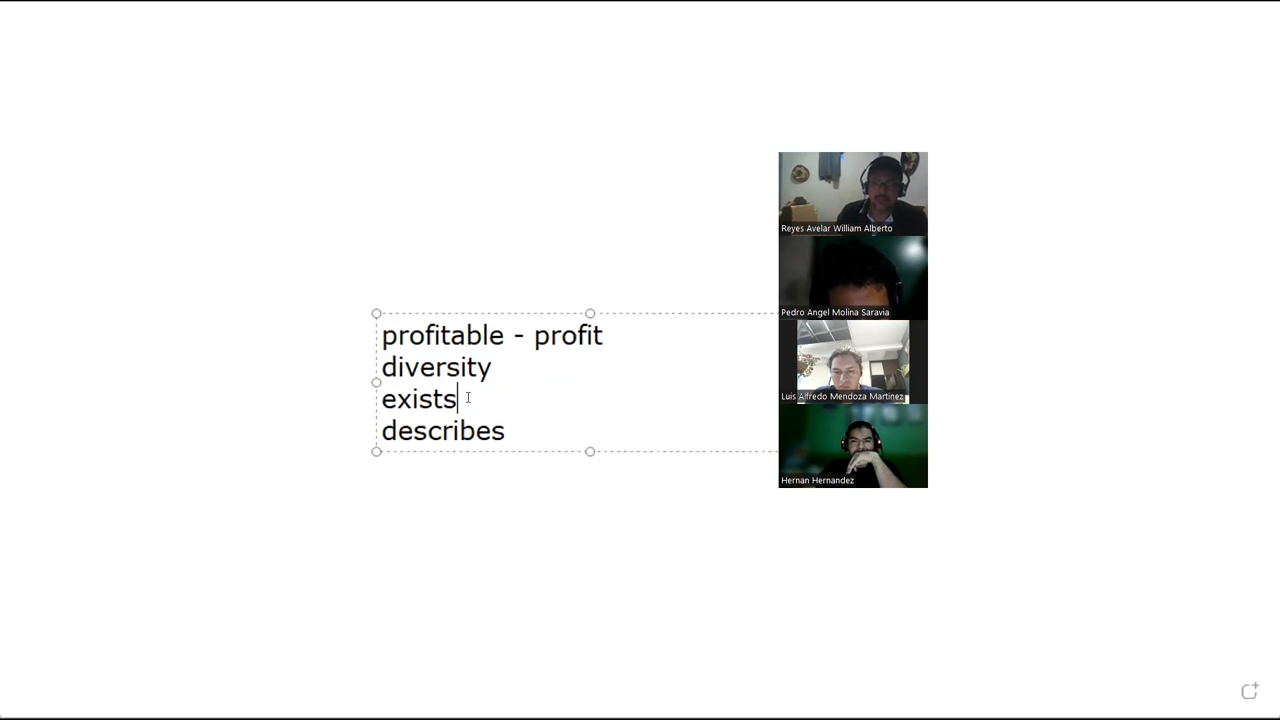 profitable - profit
diversity
exists
describes
Reyes Avelar William Alberto
Pedro Angel Molina Saravia
Luis Alfredo Mendoza Martinez
Hernan Hernandez